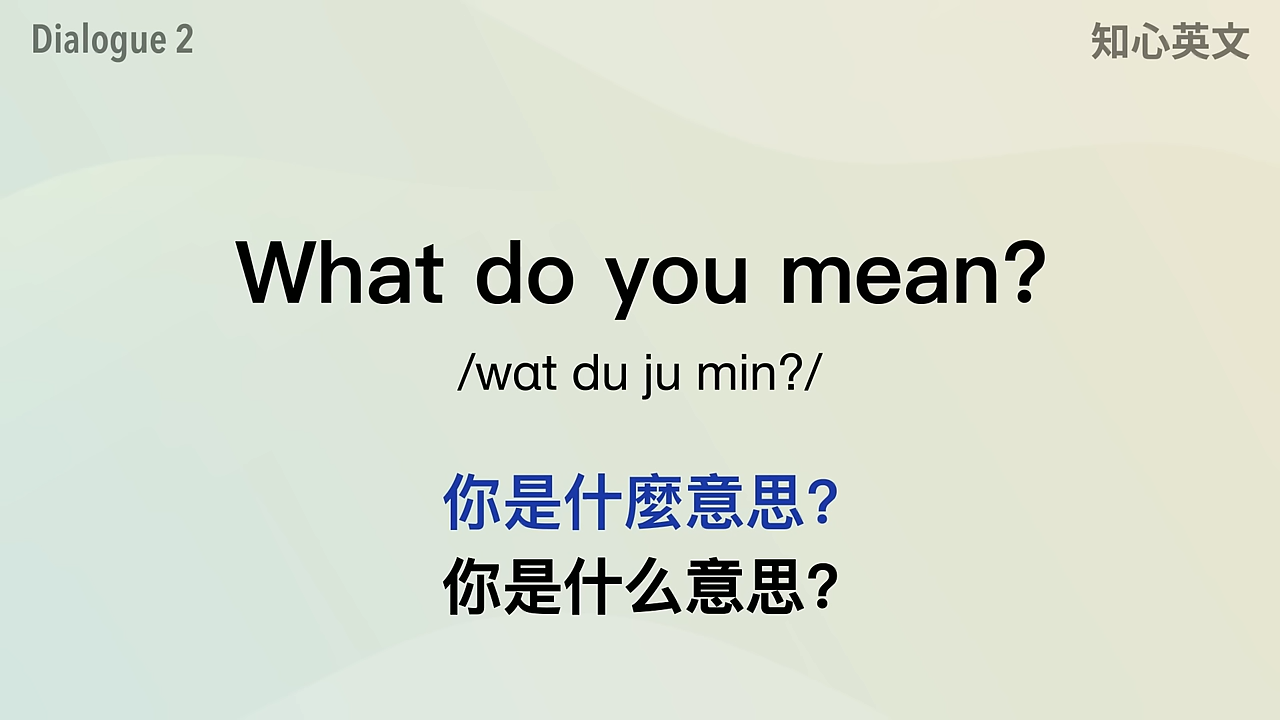 Dialogue 2
知心英文
What do you mean?
/wɑt du ju min?/
你是什麼意思?
你是什么意思?